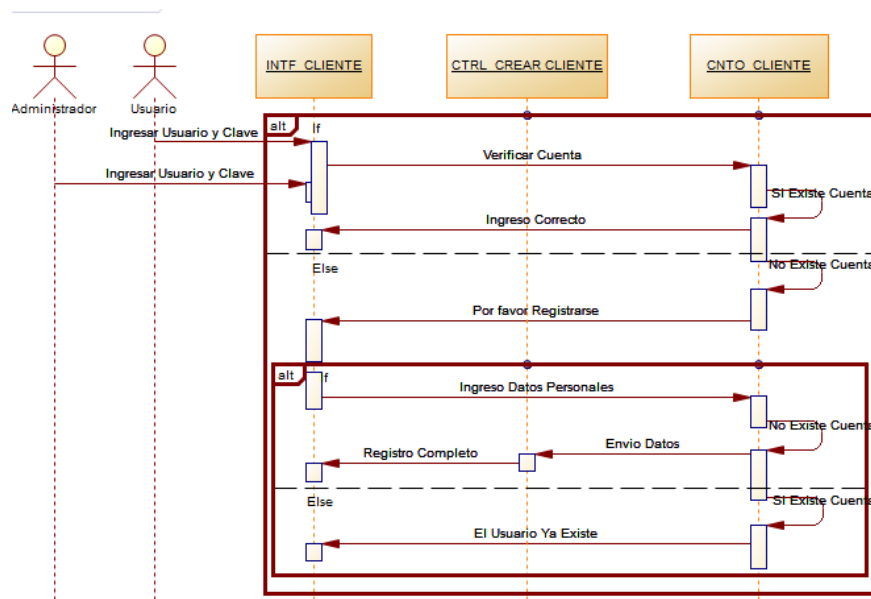 INTF_CLIENTE
CTRL_CREAR CLIENTE
CNTO_CLIENTE
Administrador
Usuario
alt
If
Ingresar Usuario y Clave
Verificar Cuenta
Ingresar Usuario y Clave
SI Existe Cuenta
Ingreso Correcto
Else
No Existe Cuenta
Por favor Registrarse
alt
If
Ingreso Datos Personales
No Existe Cuenta
Envio Datos
Registro Completo
Else
SI Existe Cuenta
El Usuario Ya Existe